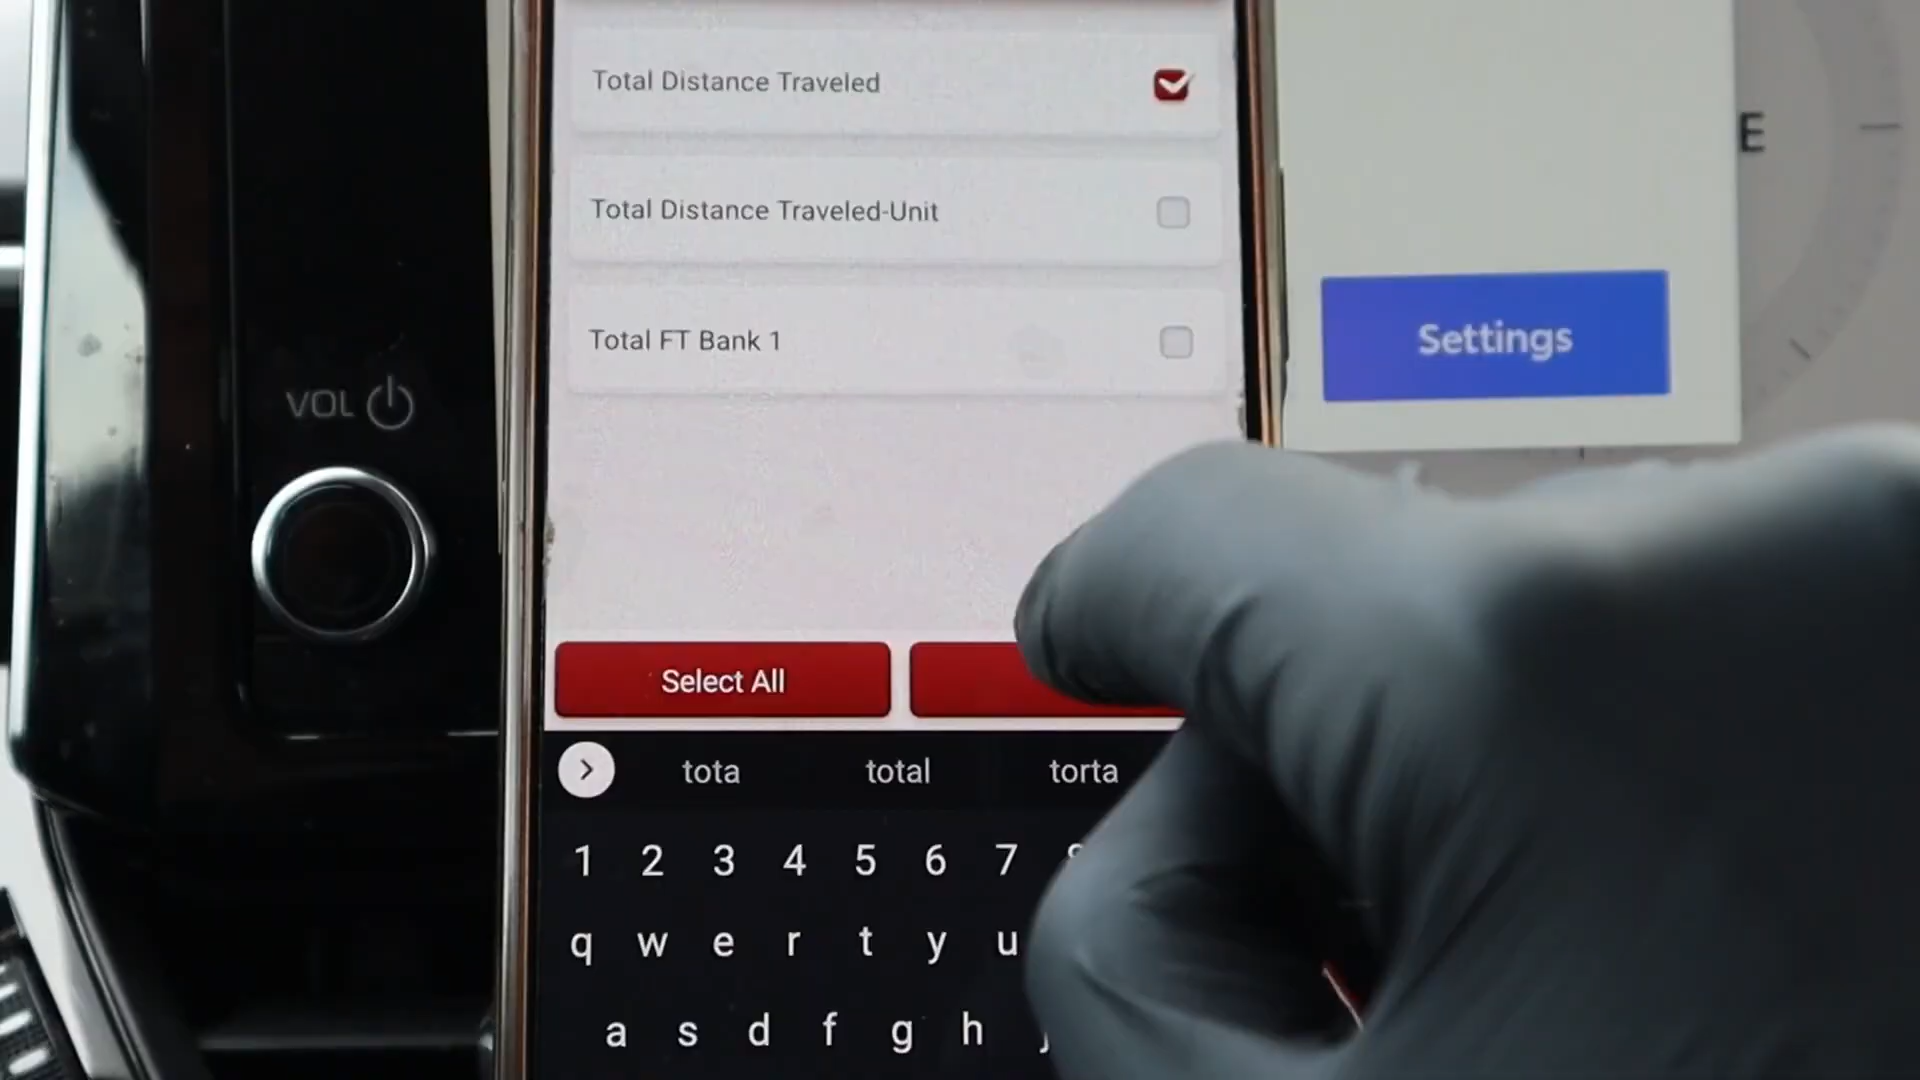 Total Distance Traveled
E
Total Distance Traveled-Unit
Settings
Total FT Bank 1
VOL
Select All
tota total torta
1 2 3 4 5 6 7
q w e r t y u
a s d f g h